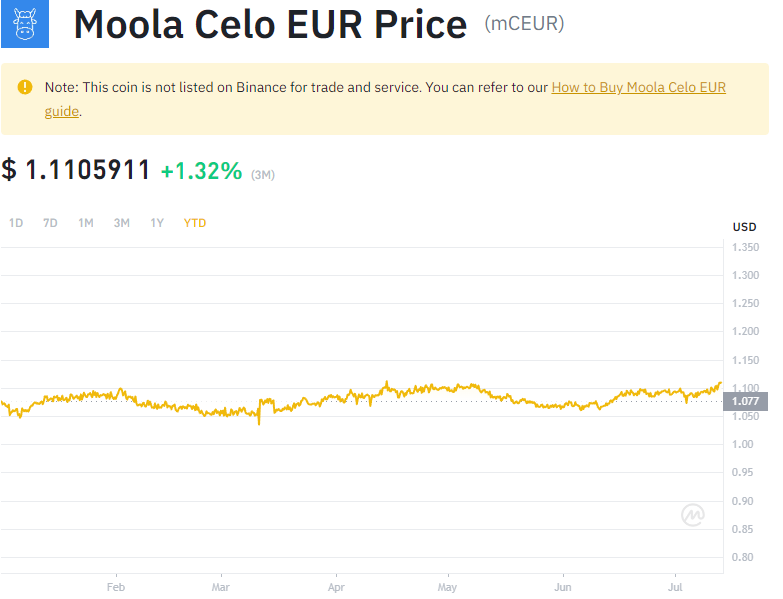 Moola Celo EUR Price (mCEUR)
Note: This coin is not listed on Binance for trade and service. You can refer to our How to Buy Moola Celo EUR
guide.
$ 1.1105911 +1.32% (3M)
1D 7D 1M 3M 1Y YTD
USD
1.350
1.300
1.250
1.200
1.150
1.100
1.077
1.050
1.00
0.95
0.90
0.85
0.80
Feb Mar Apr May Jun Jul